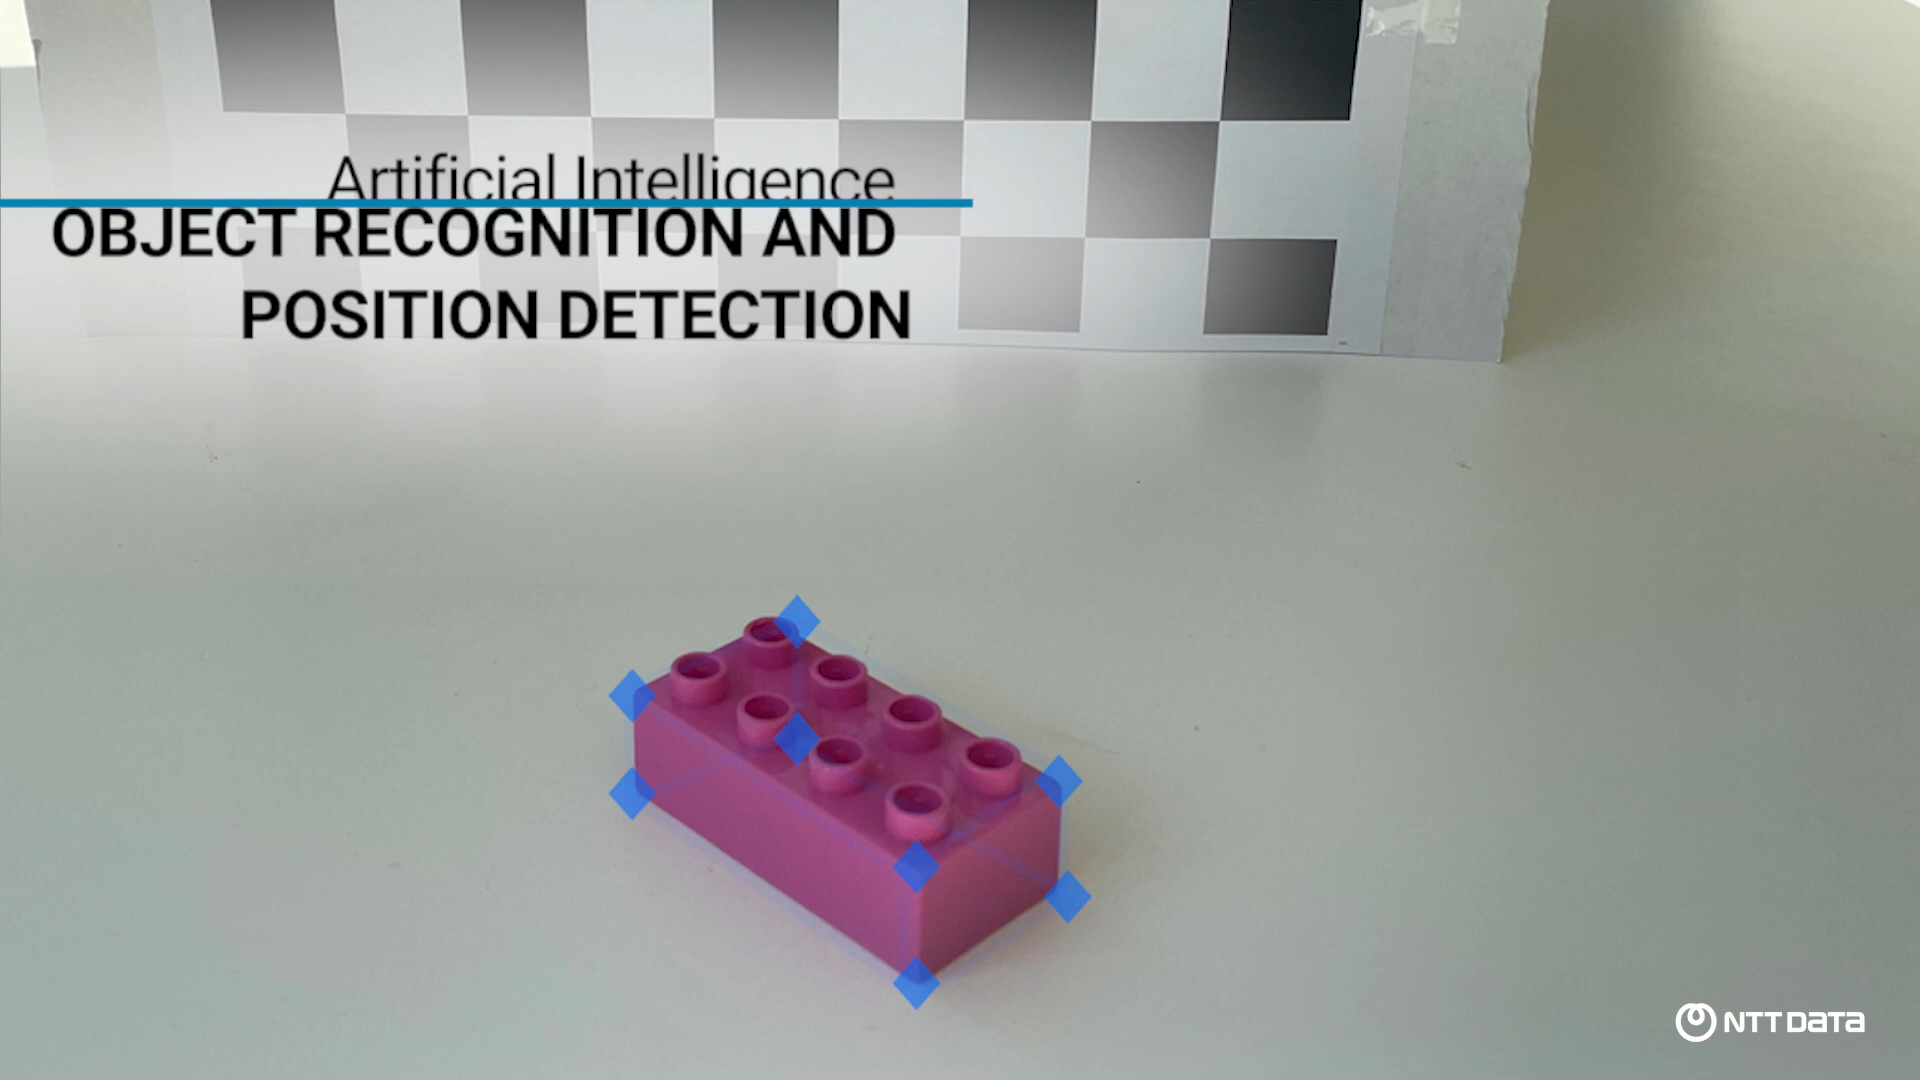 Artificial Intelligence
OBJECT RECOGNITION AND
POSITION DETECTION
NTT DATA